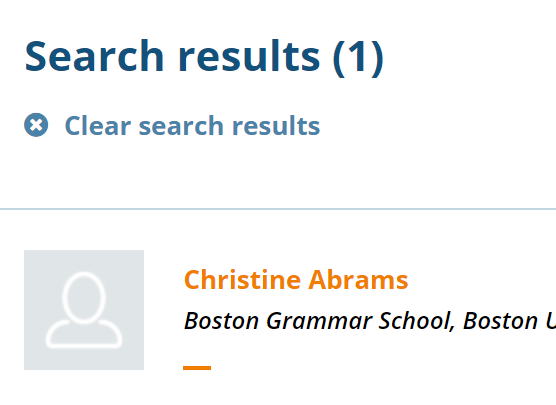 Search results (1)
Clear search results
Christine Abrams
Boston Grammar School, Boston